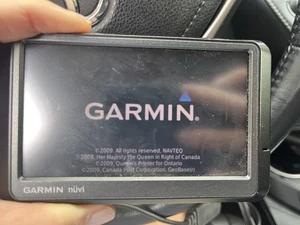 GARMIN®
©2009. All rights reserved, NAVTEQ
©2009. Her Majesty the Queen in Right of Canada
©2009. Queen's Printer for Ontario
©2009. Canada Post Corporation, GeoBase®
GARMIN nüvi